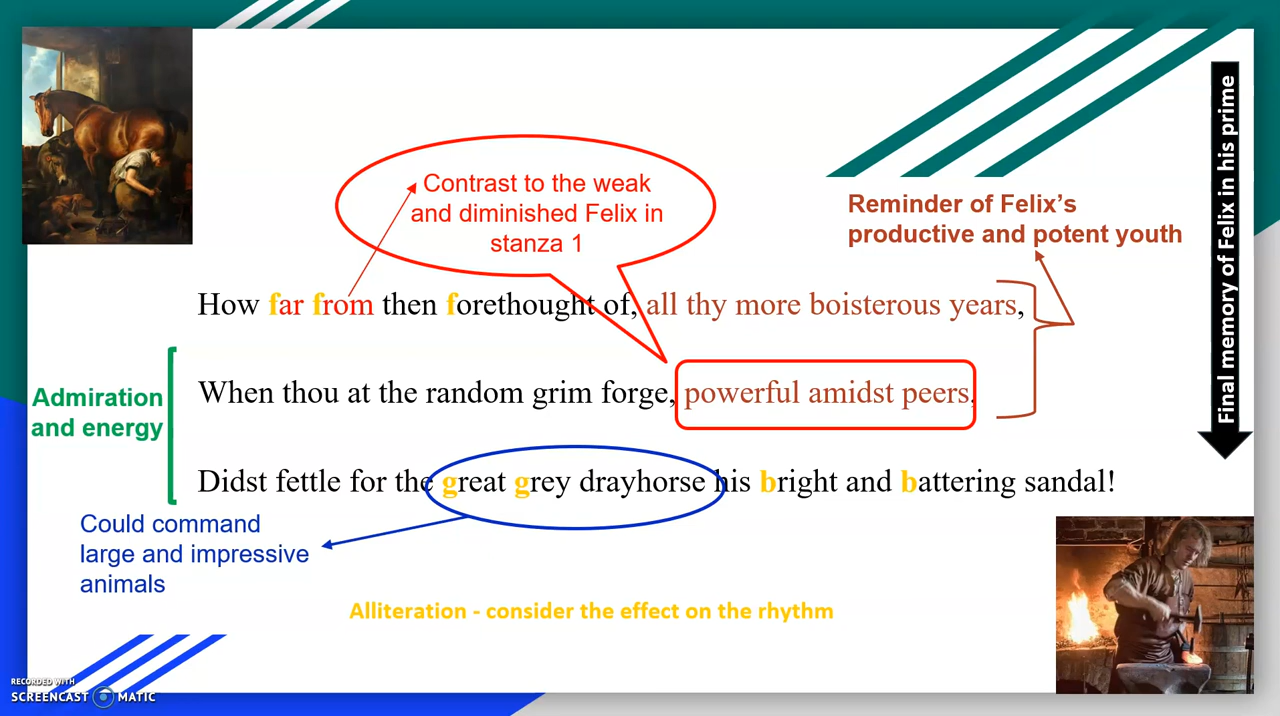 Contrast to the weak
and diminished Felix in
stanza 1
Reminder of Felix’s
productive and potent youth
Final memory of Felix in his prime
How far from then forethought of, all thy more boisterous years,
When thou at the random grim forge, powerful amidst peers,
Didst fettle for the great grey drayhorse his bright and battering sandal!
Admiration
and energy
Could command
large and impressive
animals
Alliteration - consider the effect on the rhythm
RECORDED WITH
SCREENCAST MATIC